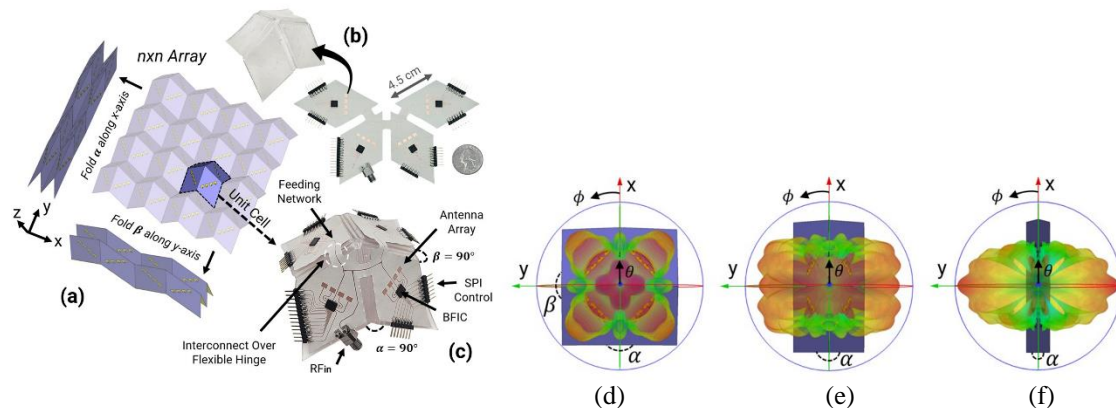 (b)
nxn Array
4.5 cm
Fold α along x-axis
Unit Cell
Feeding
Network
Antenna
Array
β = 90°
z
y
x
Fold β along y-axis
SPI
Control
BFIC
(a)
Interconnect Over
Flexible Hinge
RFin
α = 90°
(c)
ϕ
x
y
θ
β
α
(d)
ϕ
x
y
θ
α
(e)
ϕ
x
y
θ
α
(f)